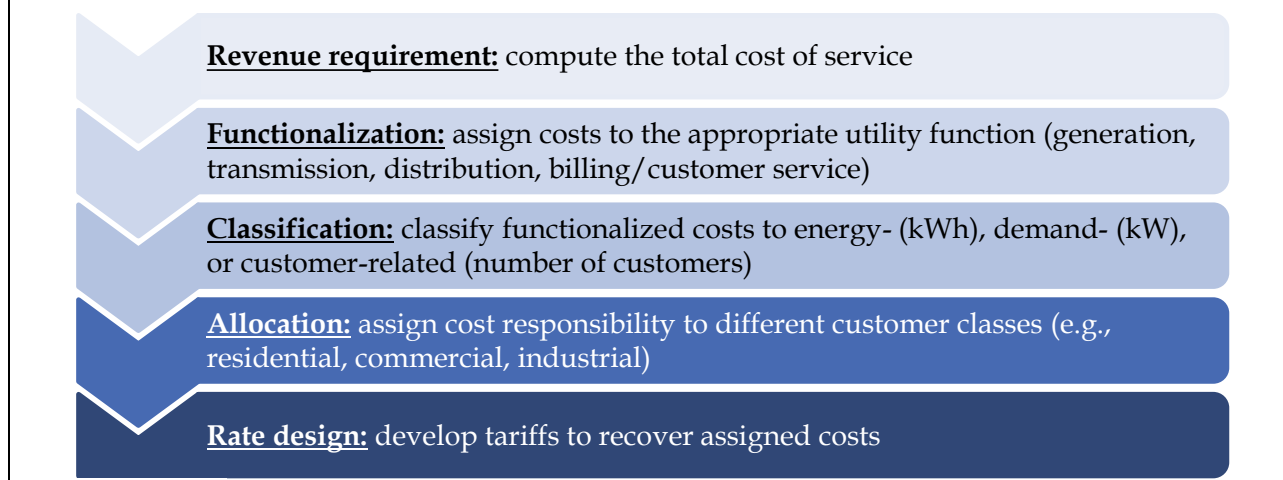 Revenue requirement: compute the total cost of service
Functionalization: assign costs to the appropriate utility function (generation,
transmission, distribution, billing/customer service)
Classification: classify functionalized costs to energy- (kWh), demand- (kW),
or customer-related (number of customers)
Allocation: assign cost responsibility to different customer classes (e.g.,
residential, commercial, industrial)
Rate design: develop tariffs to recover assigned costs